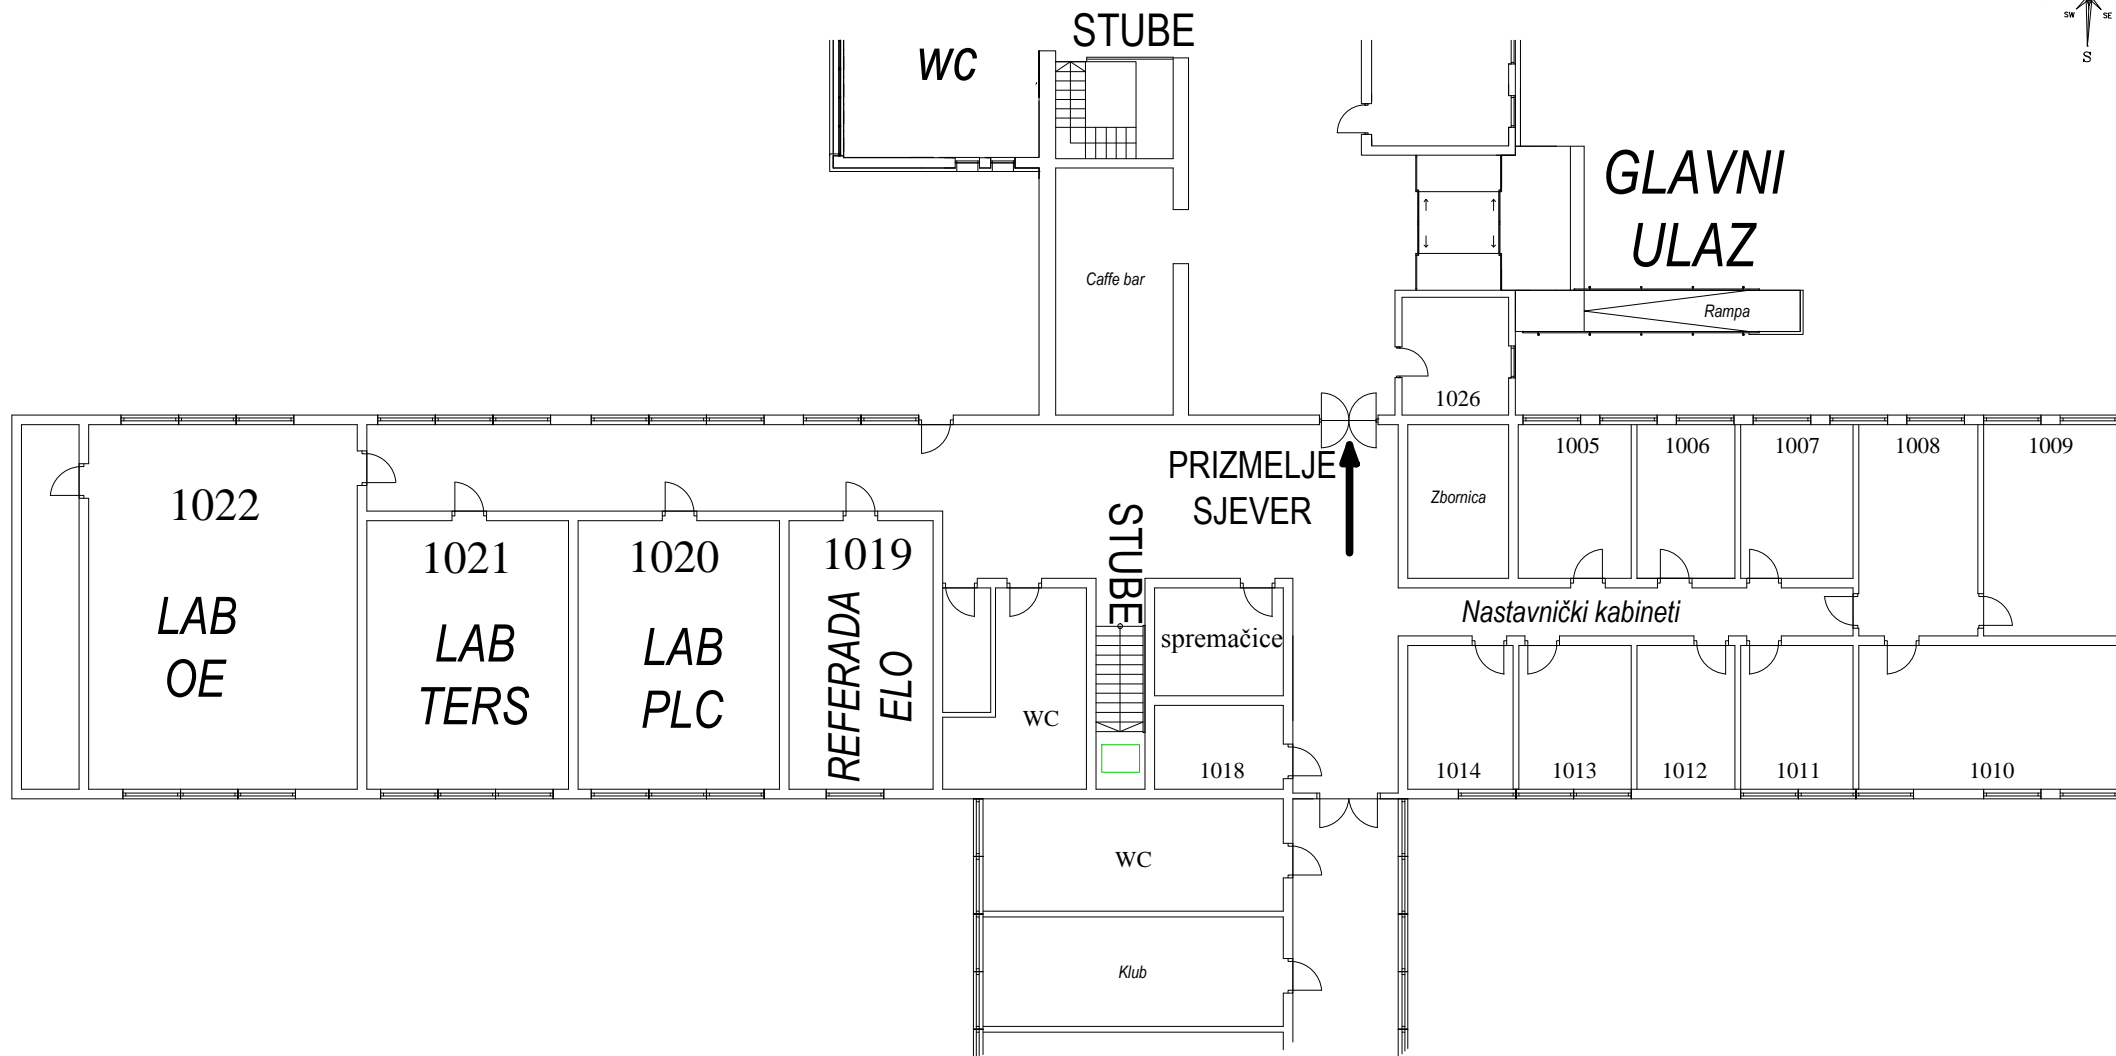 STUBE
WC
SW
SE
S
GLAVNI
ULAZ
Caffe bar
Rampa
1026
PRIZMELJE
SJEVER
STUBE
Zbornica
1005
1006
1007
1008
1009
1022
LAB
OE
1021
LAB
TERS
1020
LAB
PLC
1019
REFERADA
ELO
WC
spremačice
1018
Nastavnički kabineti
1014
1013
1012
1011
1010
WC
Klub